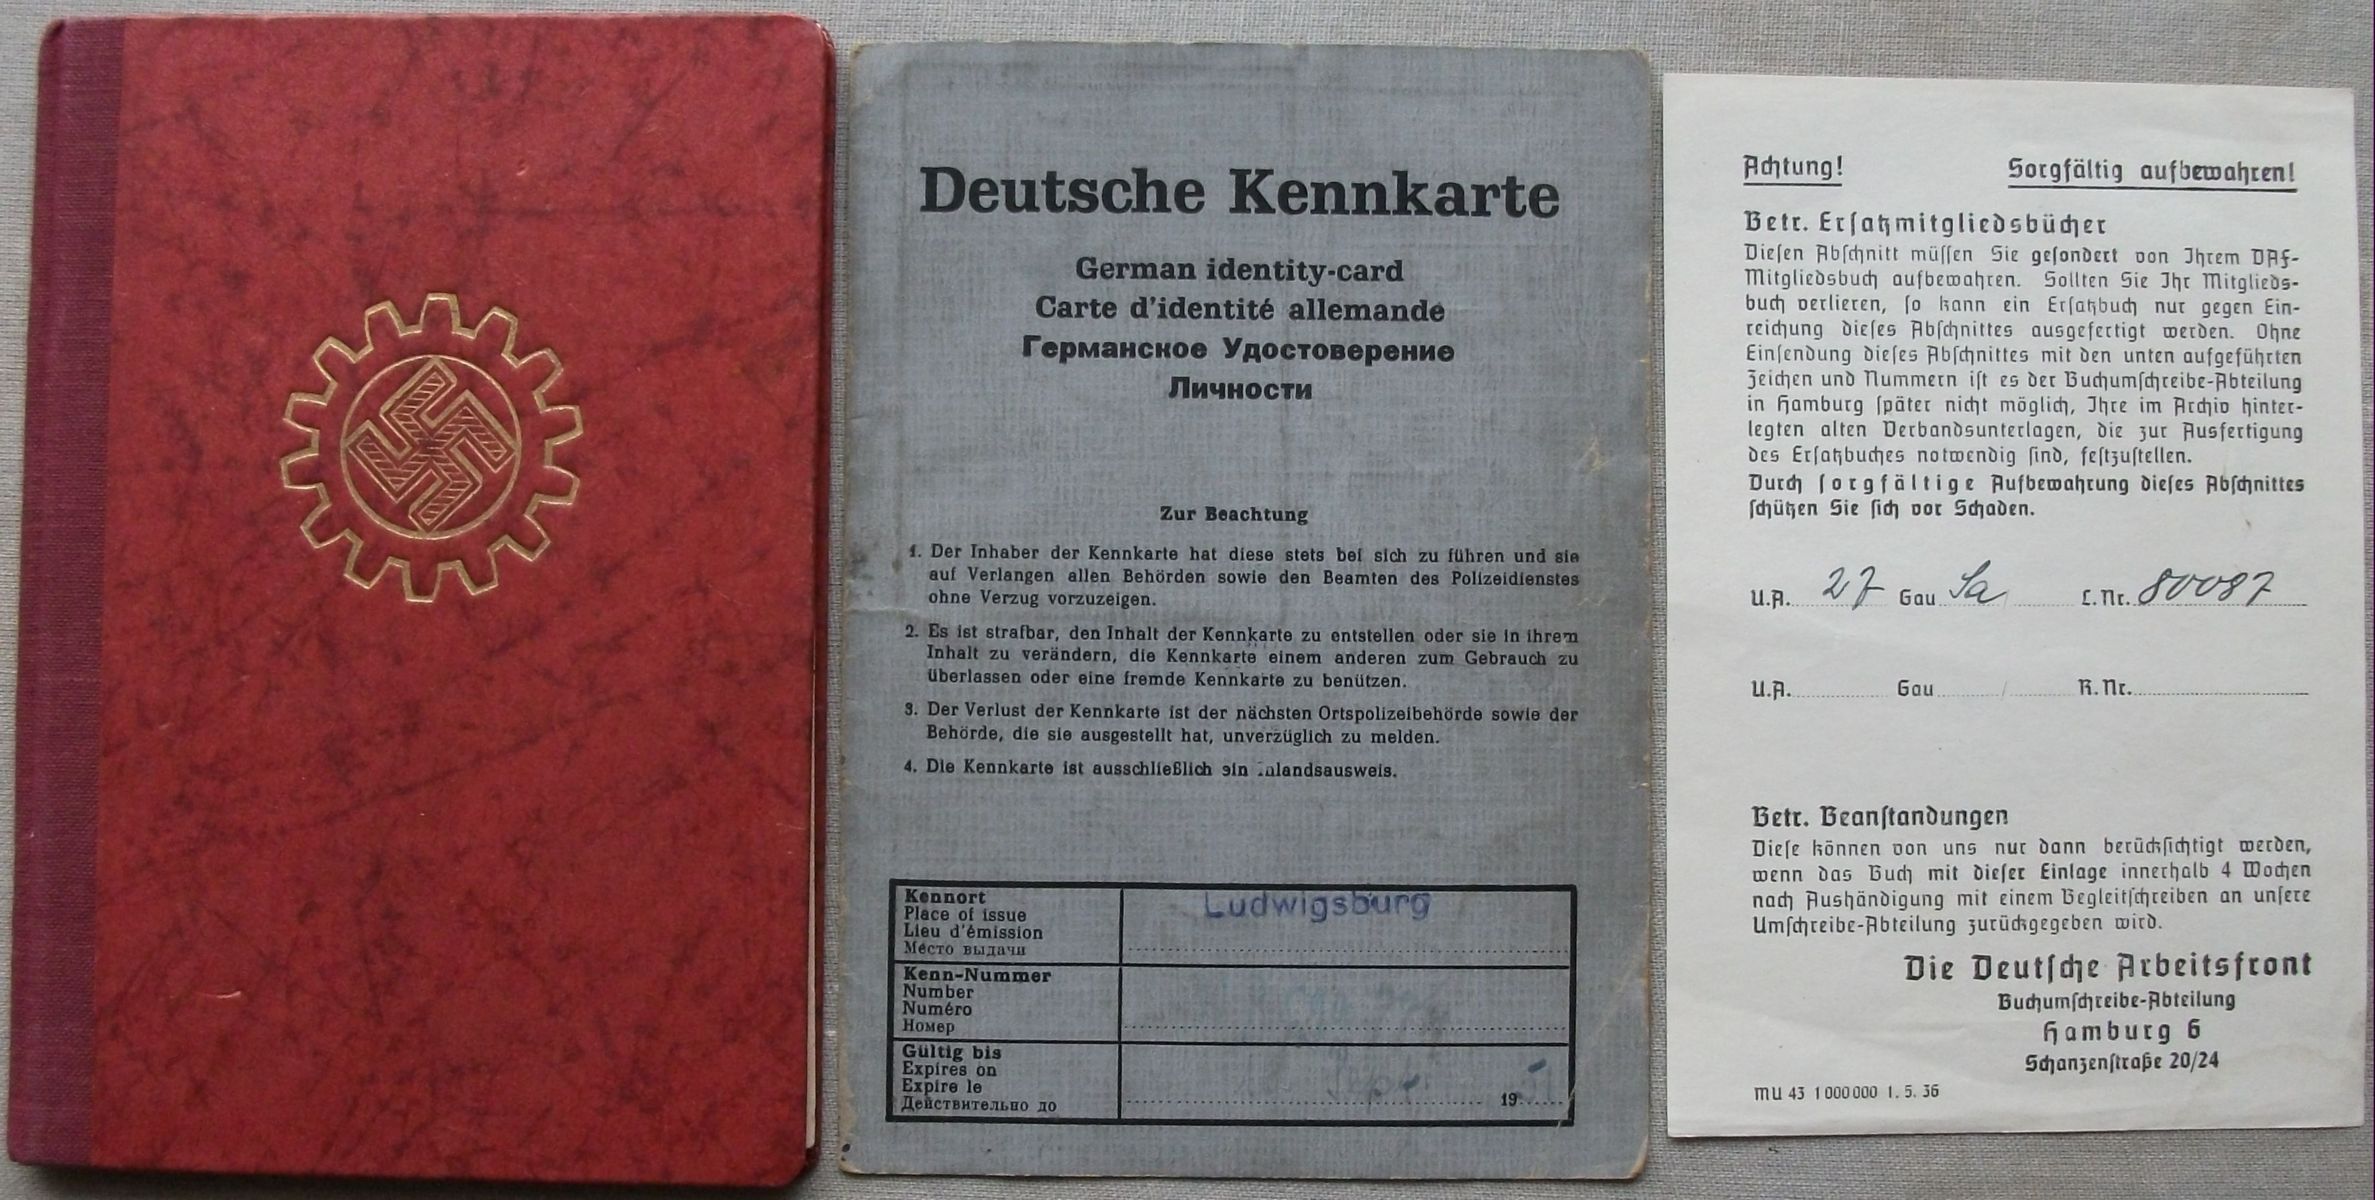 Deutsche Kennkarte
German identity-card
Carte d'identité allemande
Германское Удостоверение
Личности
Zur Beachtung
1. Der Inhaber der Kennkarte hat diese stets bei sich zu führen und sie
auf Verlangen allen Behörden sowie den Beamten des Polizeidienstes
ohne Verzug vorzuzeigen.
2. Es ist strafbar, den Inhalt der Kennkarte zu entstellen oder sie in ihrem
Inhalt zu verändern, die Kennkarte einem anderen zum Gebrauch zu
überlassen oder eine fremde Kennkarte zu benützen.
3. Der Verlust der Kennkarte ist der nächsten Ortspolizeibehörde sowie der
Behörde, die sie ausgestellt hat, unverzüglich zu melden.
4. Die Kennkarte ist ausschließlich ein Inlandsausweis.
Kennort
Place of issue
Lieu d'émission
Место выдачи
Ludwigsburg
Kenn-Nummer
Number
Numéro
Номер
Gültig bis
Expires on
Expire le
Действительно до
19
Achtung! Sorgfältig aufbewahren!
Betr. Ersatzmitgliedsbücher
Diesen Abschnitt müssen Sie gesondert von Ihrem DAF-
Mitgliedsbuch aufbewahren. Sollten Sie Ihr Mitglieds-
buch verlieren, so kann ein Ersatzbuch nur gegen Ein-
reichung dieses Abschnittes ausgefertigt werden. Ohne
Einsendung dieses Abschnittes mit den unten aufgeführten
Zeichen und Nummern ist es der Buchumschreibe-Abteilung
in Hamburg später nicht möglich, Ihre im Archiv hinter-
legten alten Verbandsunterlagen, die zur Ausfertigung
des Ersatzbuches notwendig sind, festzustellen.
Durch sorgfältige Aufbewahrung dieses Abschnittes
schützen Sie sich vor Schaden.
U.A. 27 Gau Sa L.Nr. 80087
U.A. Gau R.Nr.
Betr. Beanstandungen
Diese können von uns nur dann berücksichtigt werden,
wenn das Buch mit dieser Einlage innerhalb 4 Wochen
nach Aushändigung mit einem Begleitschreiben an unsere
Umschreibe-Abteilung zurückgegeben wird.
Die Deutsche Arbeitsfront
Buchumschreibe-Abteilung
Hamburg 6
Schanzenstraße 20/24
MU 43 1000000 1. 5. 36